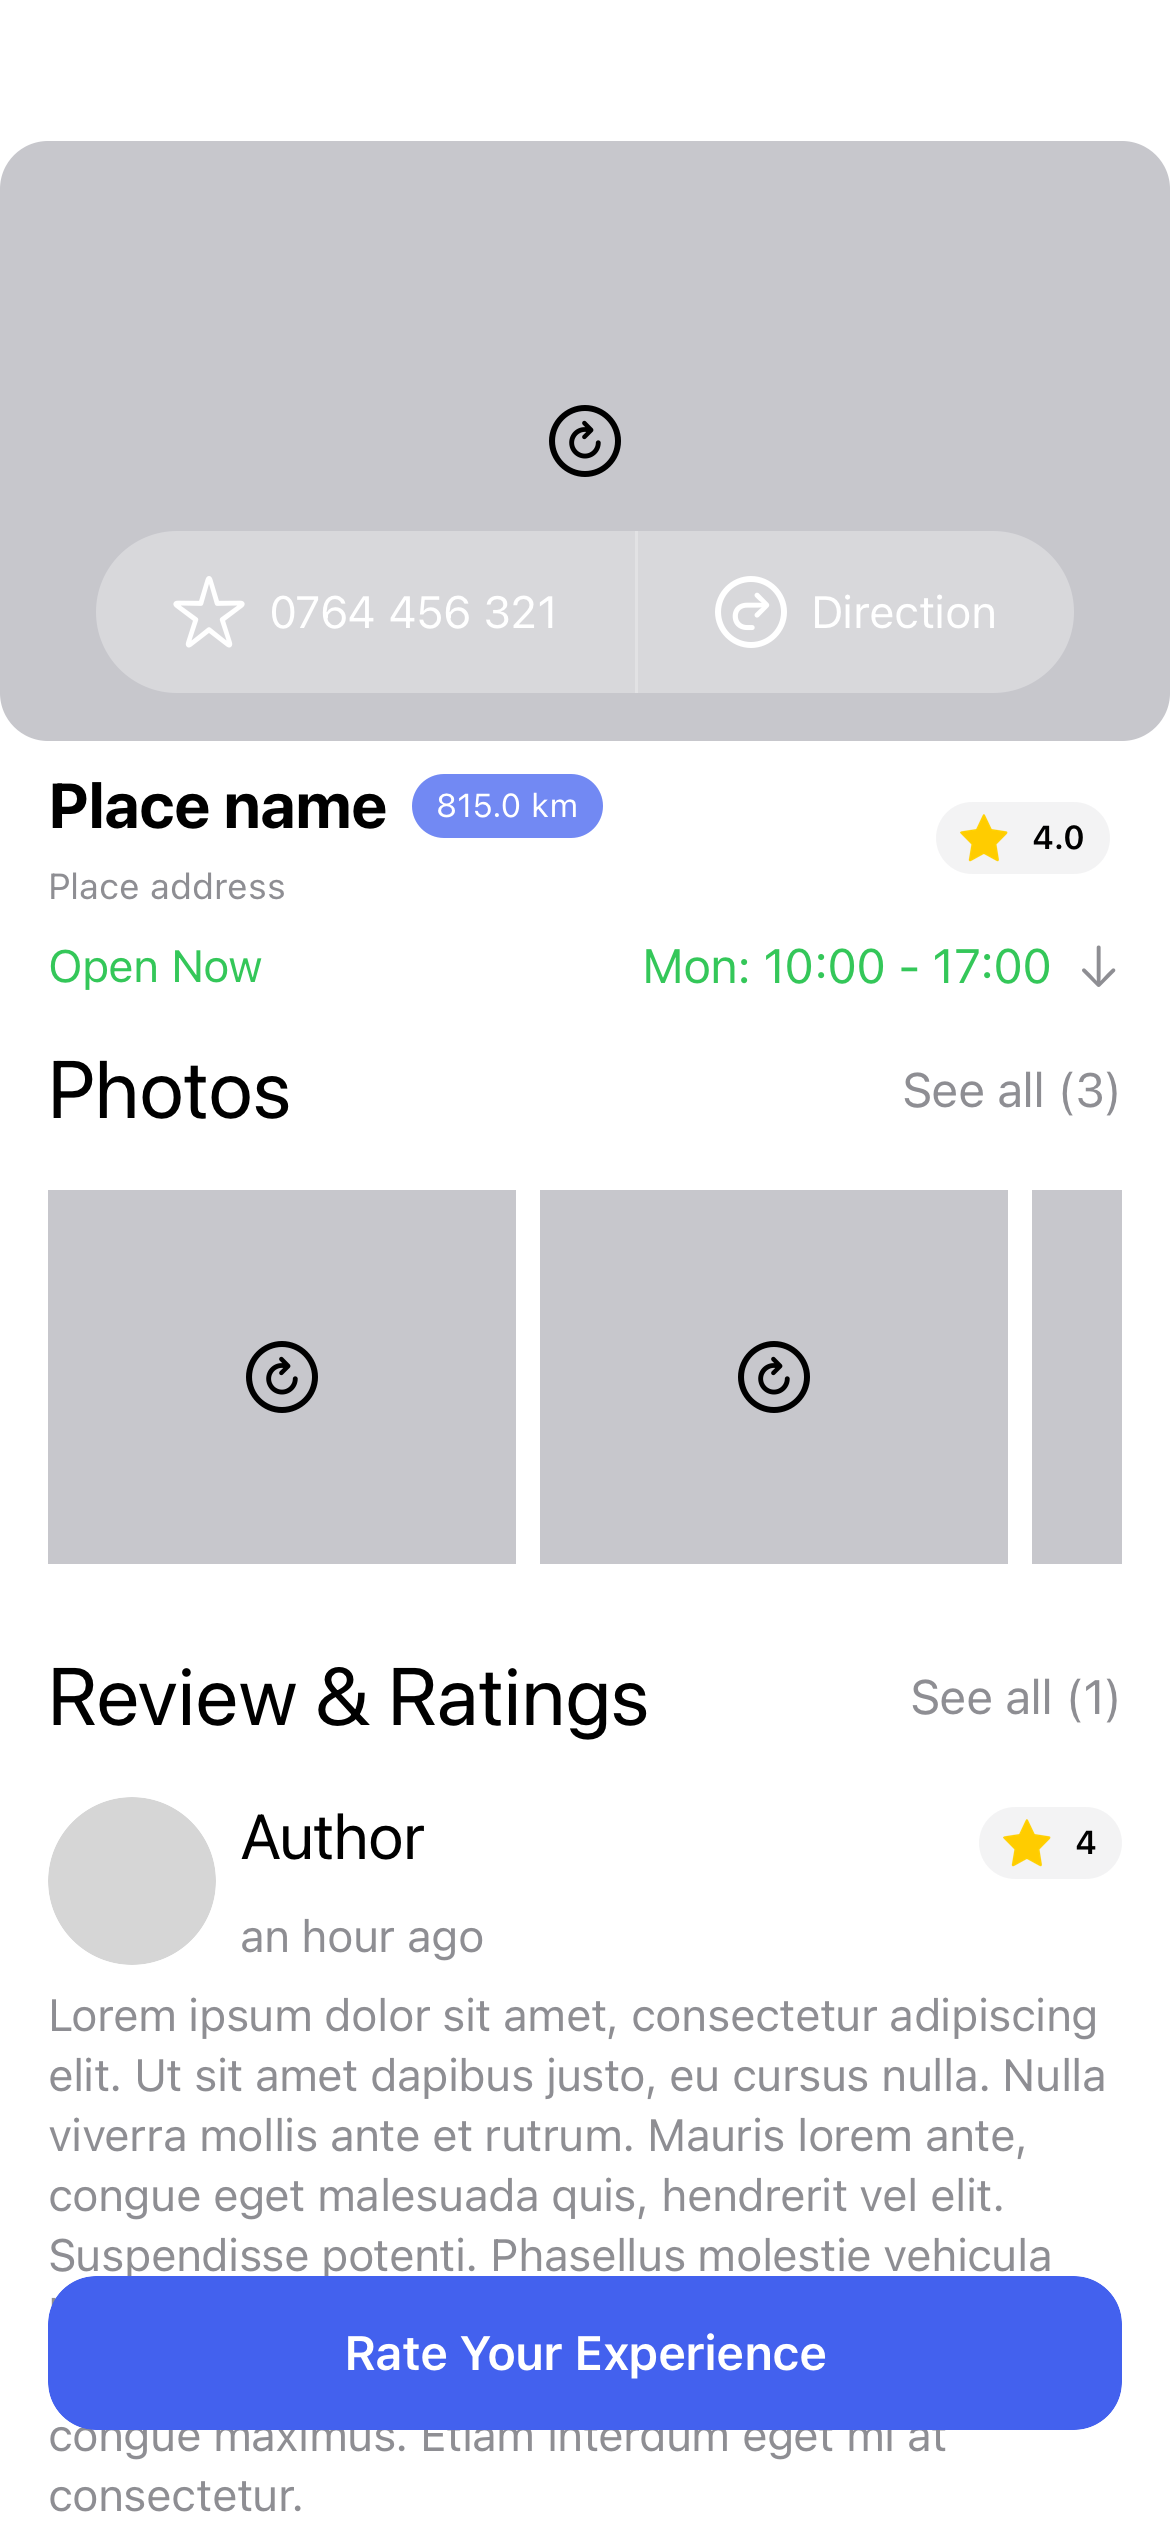 0764 456 321
Direction
Place name
815.0 km
4.0
Place address
Open Now
Mon: 10:00 - 17:00
Photos
See all (3)
Review & Ratings
See all (1)
Author
4
an hour ago
Lorem ipsum dolor sit amet, consectetur adipiscing
elit. Ut sit amet dapibus justo, eu cursus nulla. Nulla
viverra mollis ante et rutrum. Mauris lorem ante,
congue eget malesuada quis, hendrerit vel elit.
Suspendisse potenti. Phasellus molestie vehicula
Rate Your Experience
congue maximus. Etiam interdum eget mi at
consectetur.